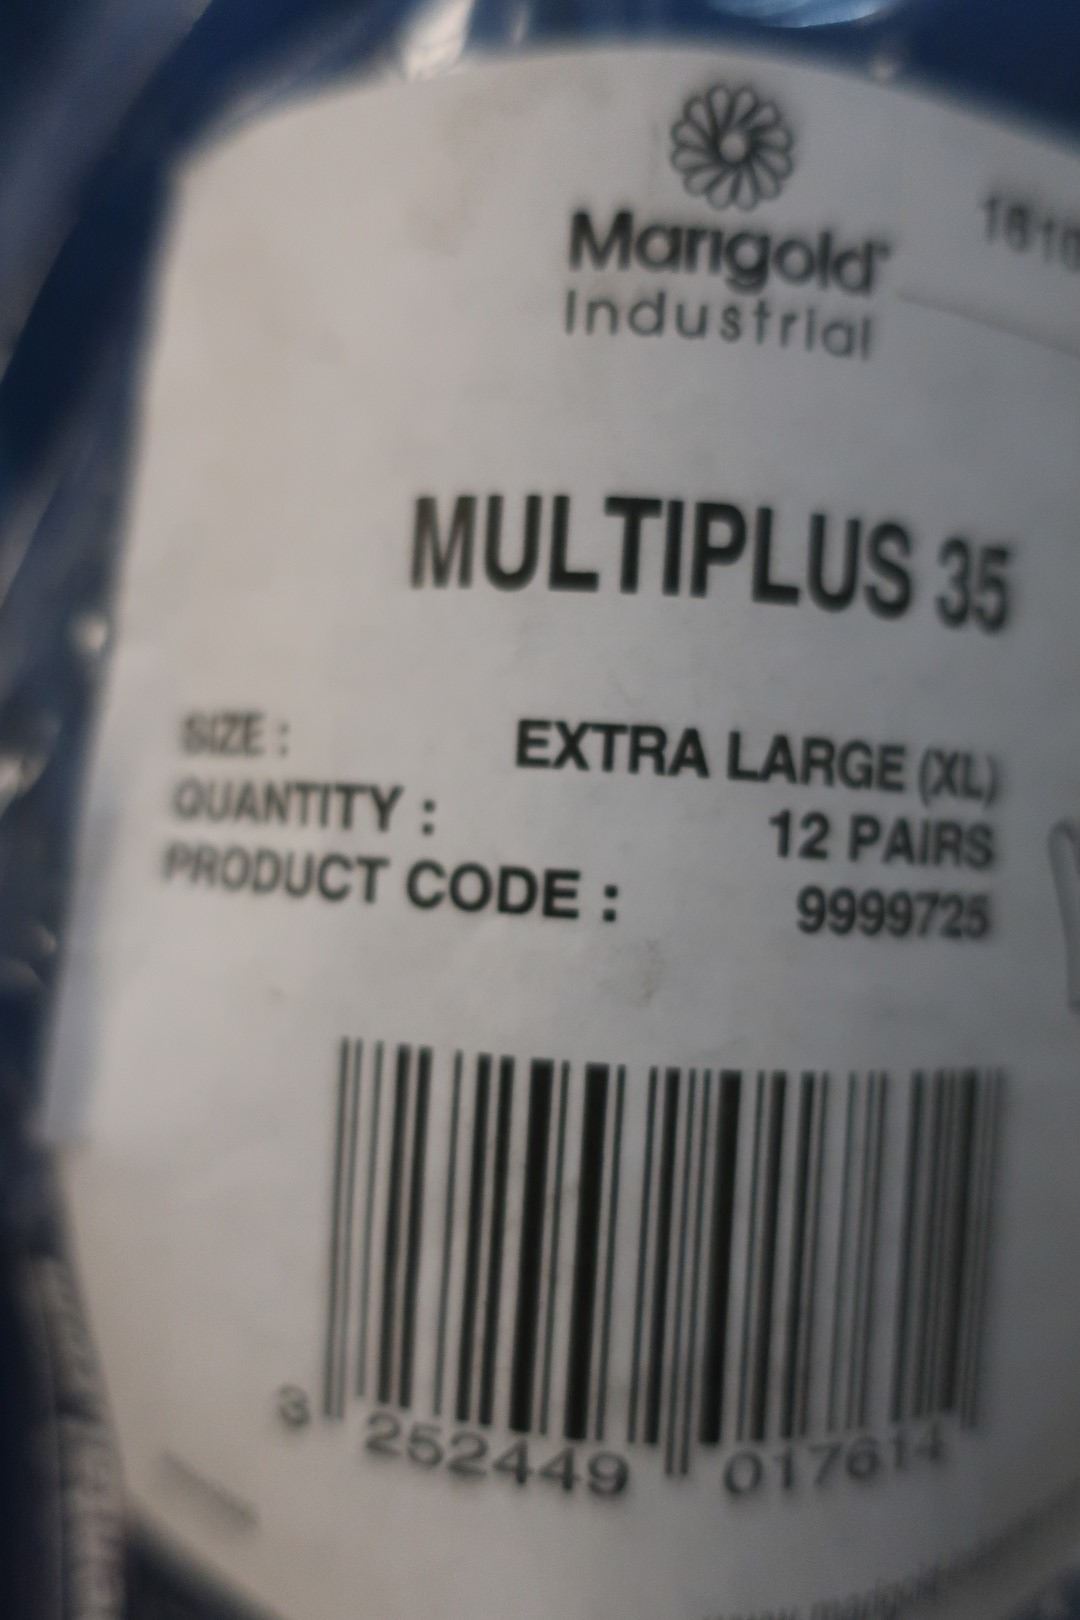 Marigold®
Industrial
MULTIPLUS 35
SIZE : EXTRA LARGE (XL)
QUANTITY : 12 PAIRS
PRODUCT CODE : 9999725
3 252449 017614